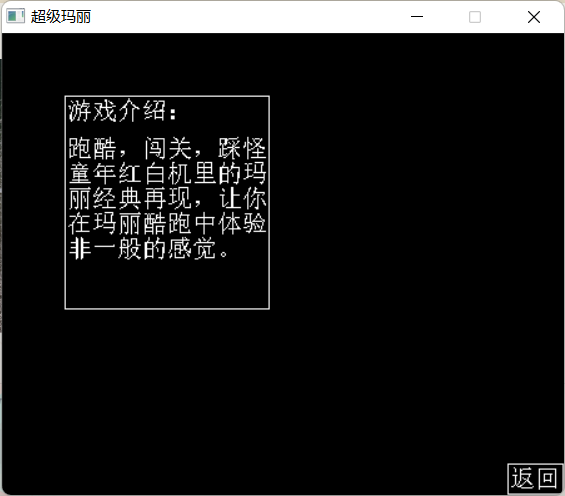 超级玛丽
游戏介绍：
跑酷，闯关，踩怪
童年红白机里的玛
丽经典再现，让你
在玛丽酷跑中体验
非一般的感觉。
返回